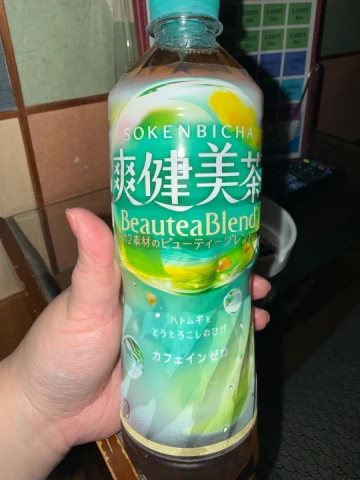 SOKENBICHA
爽健美茶
BeauteaBlend
12素材のビューティーブレンド
ハトムギと
とうもろこしのひげ
カフェインゼロ